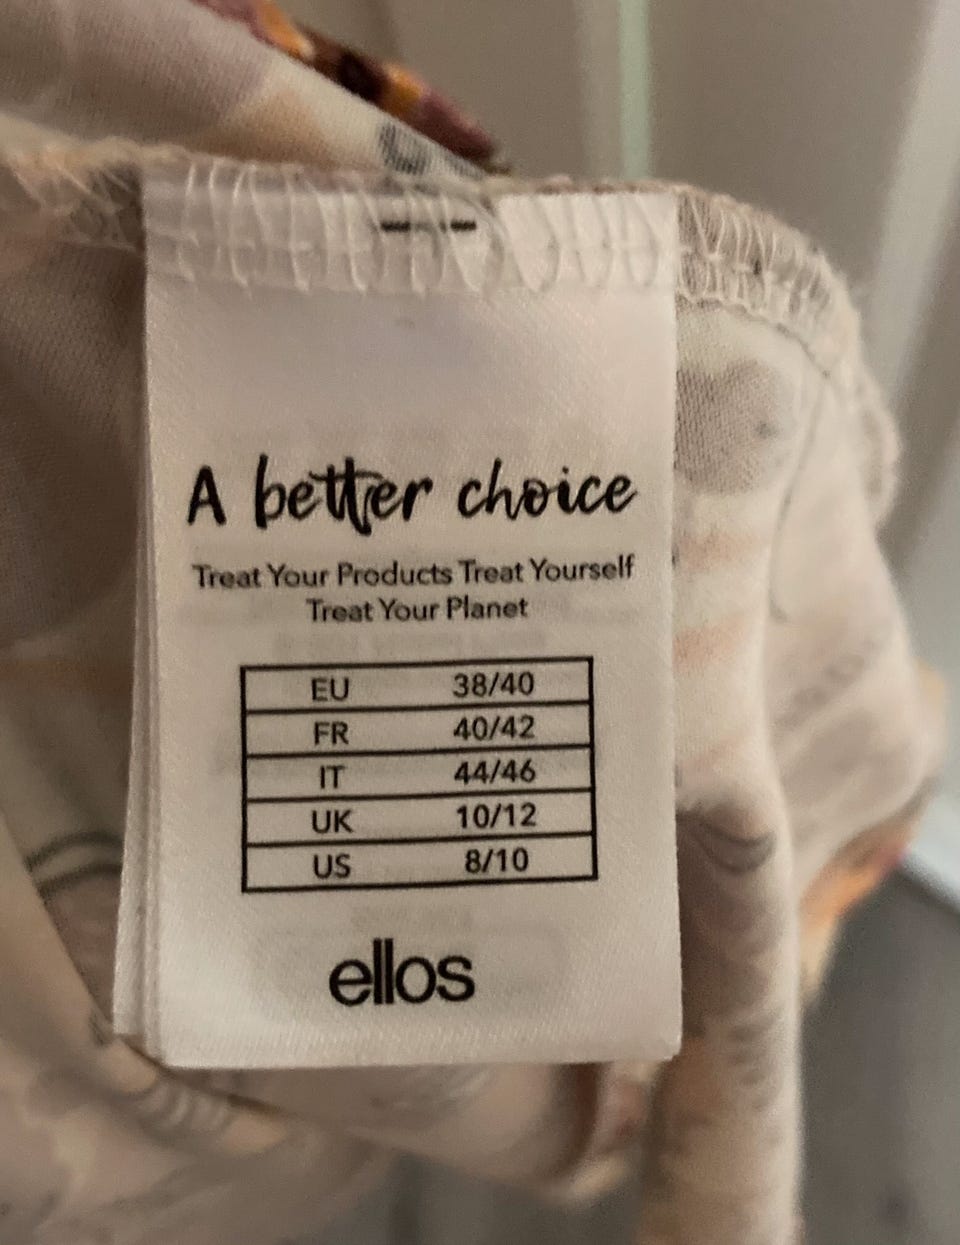 A better choice
Treat Your Products Treat Yourself
Treat Your Planet
EU 38/40
FR 40/42
IT 44/46
UK 10/12
US 8/10
ellos